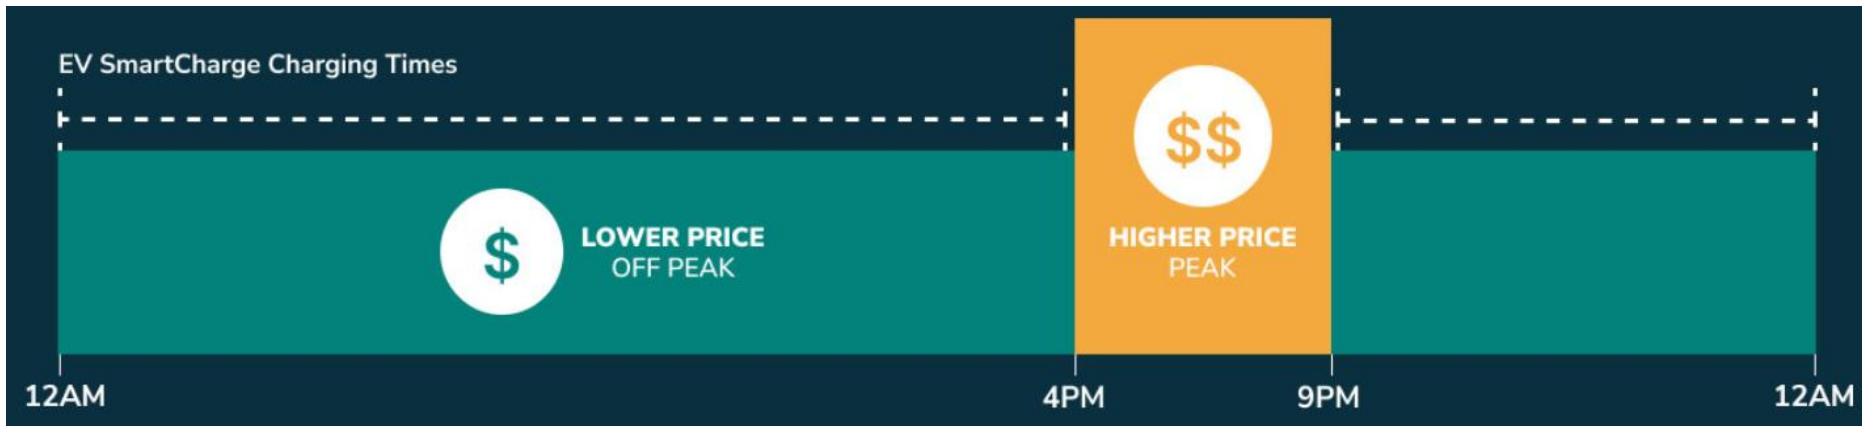 EV SmartCharge Charging Times
$
LOWER PRICE
OFF PEAK
$$
HIGHER PRICE
PEAK
12AM
4PM
9PM
12AM